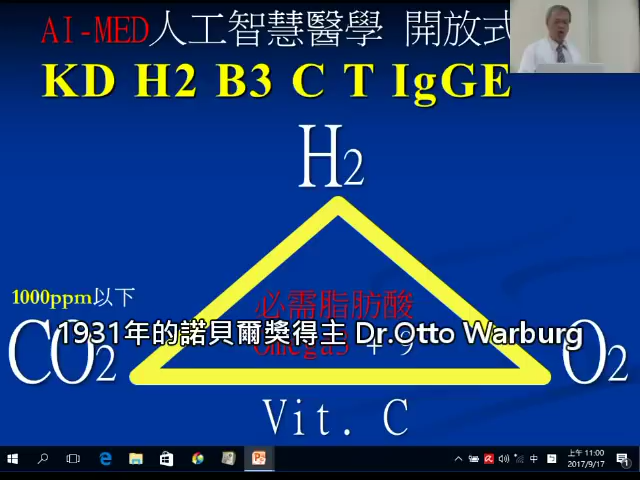 AI-MED人工智慧醫學 開放式
KD H2 B3 C T IgGE
H2
1000ppm以下
必需脂肪酸
1931年的諾貝爾獎得主 Dr.Otto Warburg
Omega3 + 9
CO2
O2
Vit. C
中
上午 11:00
2017/9/17